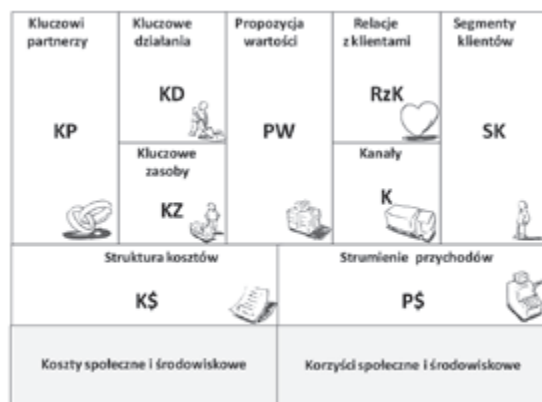 Kluczowi
partnerzy
KP
Kluczowe
działania
KD
Kluczowe
zasoby
KZ
Propozycja
wartości
PW
Relacje
z klientami
RzK
Kanały
K
Segmenty
klientów
SK
Struktura kosztów
K$
Strumienie przychodów
P$
Koszty społeczne i środowiskowe
Korzyści społeczne i środowiskowe